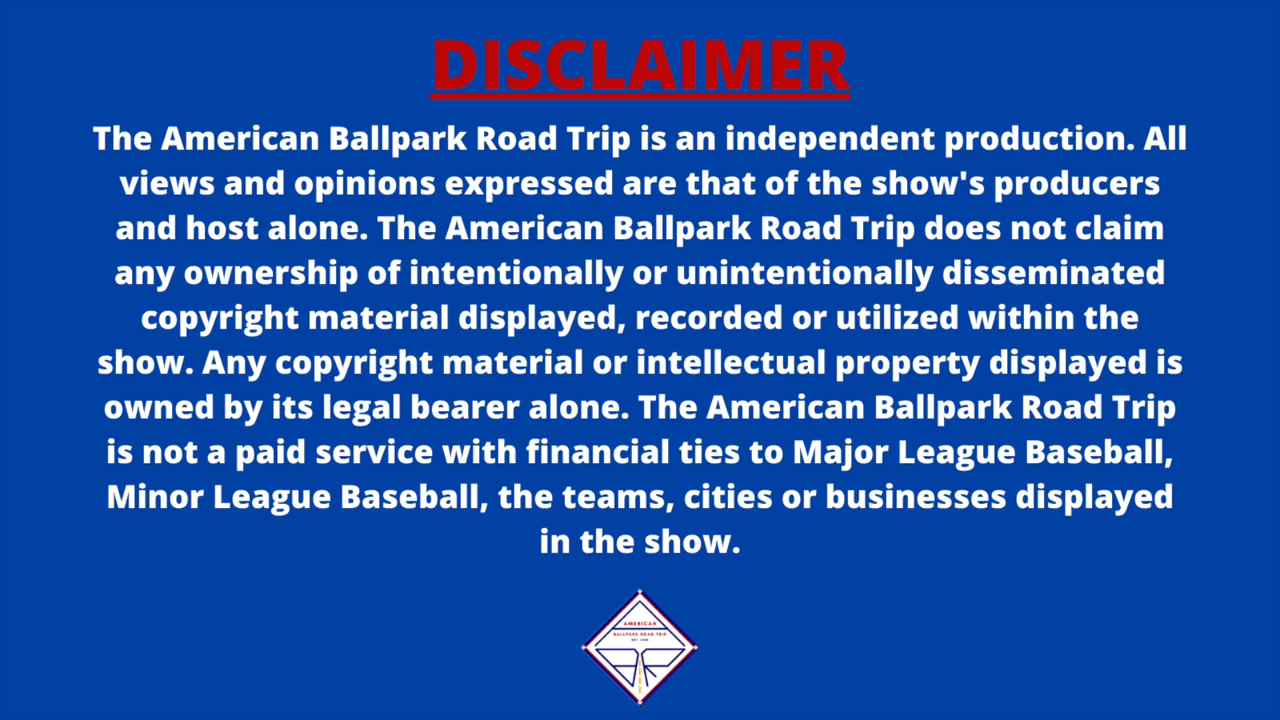 DISCLAIMER
The American Ballpark Road Trip is an independent production. All
views and opinions expressed are that of the show's producers
and host alone. The American Ballpark Road Trip does not claim
any ownership of intentionally or unintentionally disseminated
copyright material displayed, recorded or utilized within the
show. Any copyright material or intellectual property displayed is
owned by its legal bearer alone. The American Ballpark Road Trip
is not a paid service with financial ties to Major League Baseball,
Minor League Baseball, the teams, cities or businesses displayed
in the show.
AMERICAN
BALLPARK ROAD TRIP